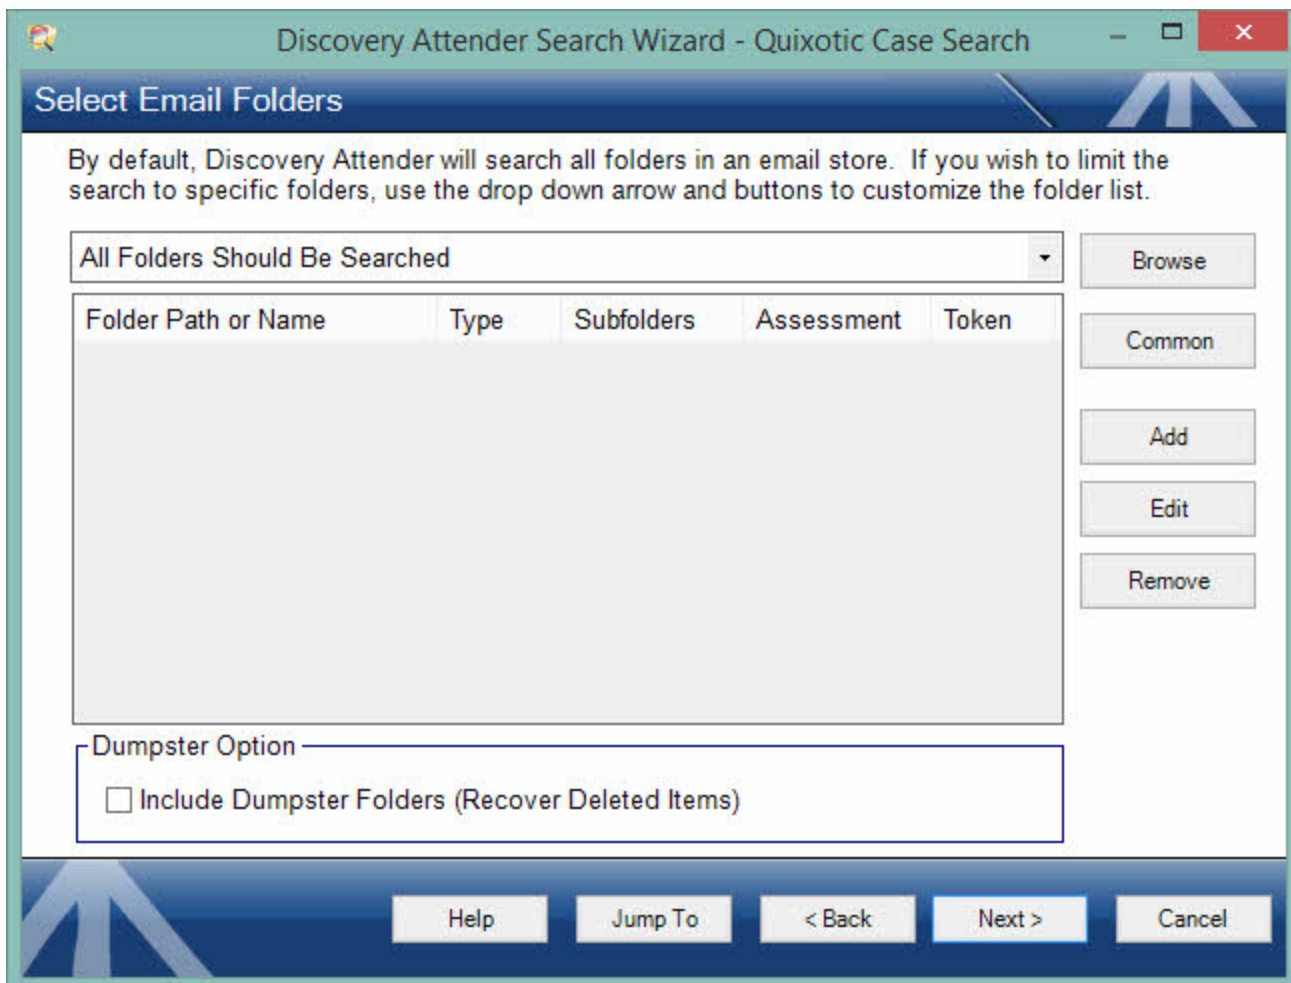 Discovery Attender Search Wizard - Quixotic Case Search
Select Email Folders
By default, Discovery Attender will search all folders in an email store.  If you wish to limit the
search to specific folders, use the drop down arrow and buttons to customize the folder list.
All Folders Should Be Searched
Browse
Folder Path or Name Type Subfolders Assessment Token
Common
Add
Edit
Remove
Dumpster Option
Include Dumpster Folders (Recover Deleted Items)
Help Jump To < Back Next > Cancel